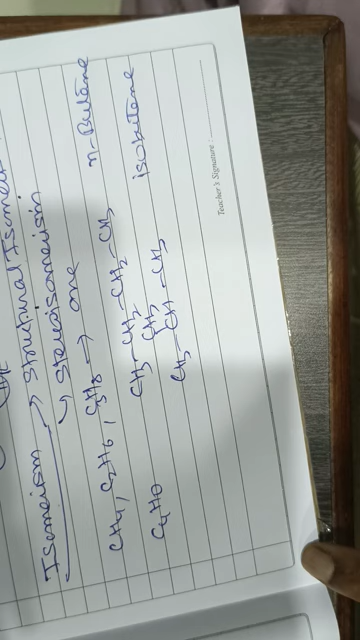 Isomerism → structural Isomer
↳ stereoisomerism
CH4, C2H6, C3H8 → one
CH3-CH2-CH2-CH3 n-Butane
C4H10
CH3
CH3-CH-CH3 isobutane
Teacher's Signature :